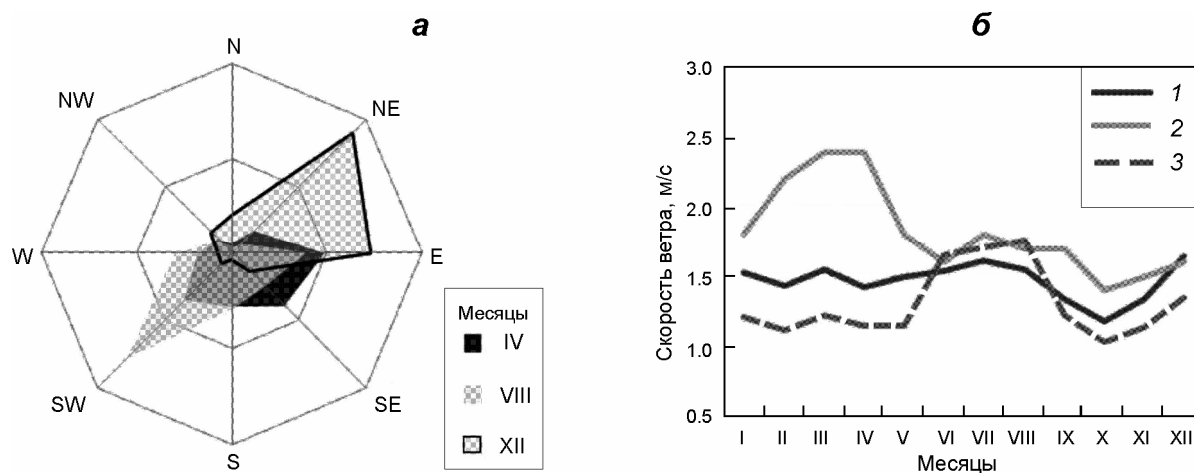 а
N
NW
NE
W
E
SW
SE
S
Месяцы
IV
VIII
XII
б
Скорость ветра, м/с
3.0
2.5
2.0
1.5
1.0
0.5
1
2
3
I II III IV V VI VII VIII IX X XI XII
Месяцы